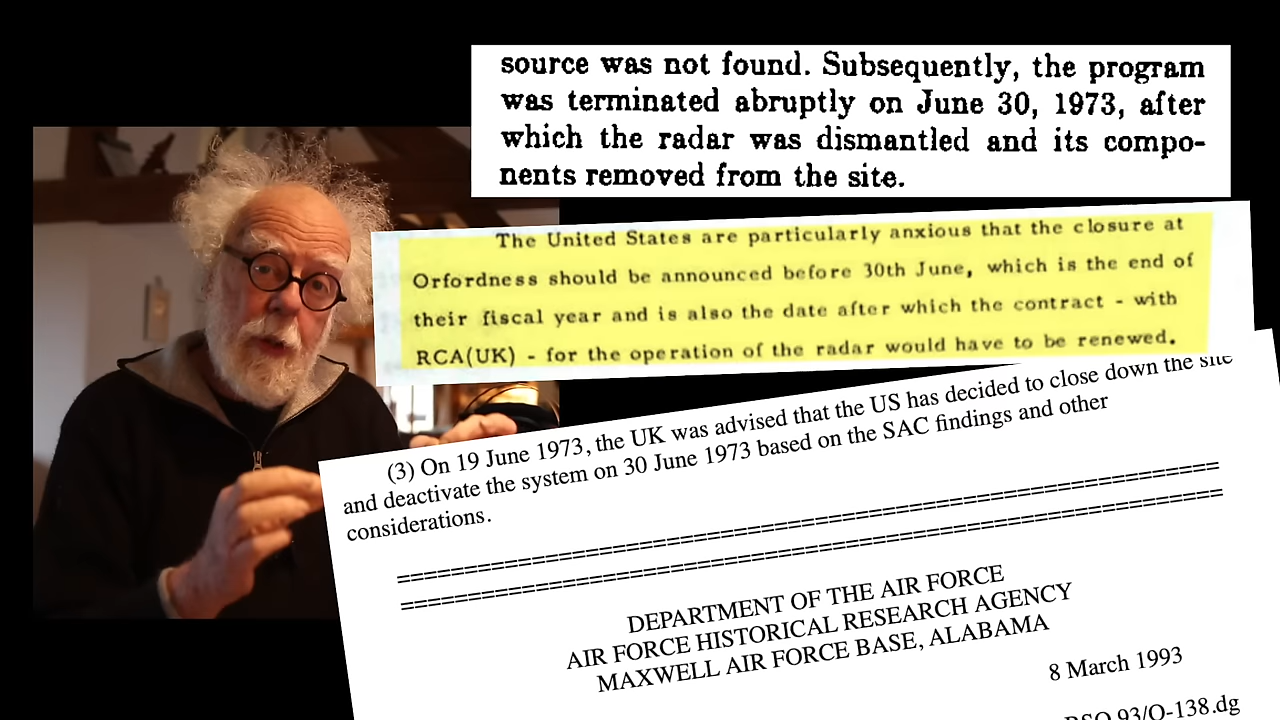 source was not found. Subsequently, the program
was terminated abruptly on June 30, 1973, after
which the radar was dismantled and its compo-
nents removed from the site.
The United States are particularly anxious that the closure at
Orfordness should be announced before 30th June, which is the end of
their fiscal year and is also the date after which the contract - with
RCA(UK) - for the operation of the radar would have to be renewed.
(3) On 19 June 1973, the UK was advised that the US has decided to close down the site
and deactivate the system on 30 June 1973 based on the SAC findings and other
considerations.
================================================================
================================================================
DEPARTMENT OF THE AIR FORCE
AIR FORCE HISTORICAL RESEARCH AGENCY
MAXWELL AIR FORCE BASE, ALABAMA
8 March 1993
93/O-138.dg